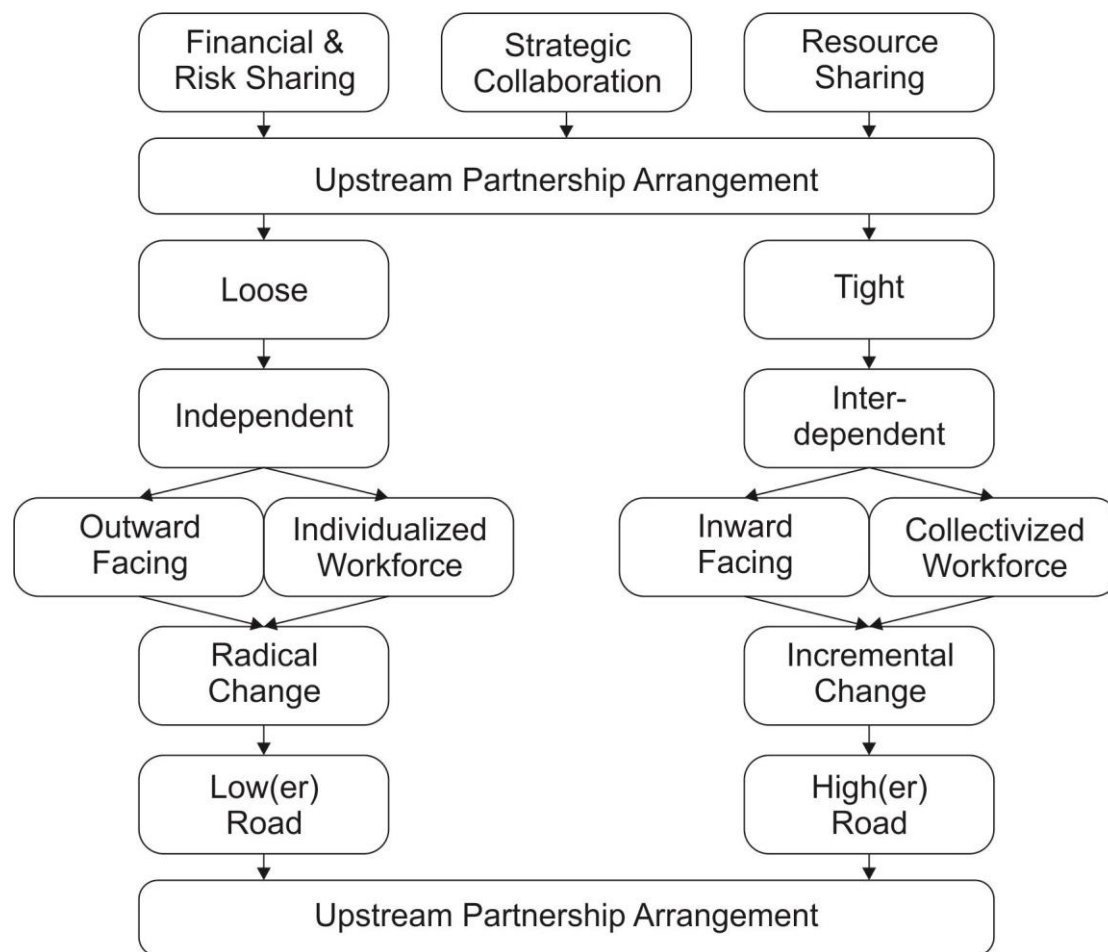 Financial &
Risk Sharing
Strategic
Collaboration
Resource
Sharing
Upstream Partnership Arrangement
Loose
Tight
Independent
Inter-
dependent
Outward
Facing
Individualized
Workforce
Inward
Facing
Collectivized
Workforce
Radical
Change
Incremental
Change
Low(er)
Road
High(er)
Road
Upstream Partnership Arrangement